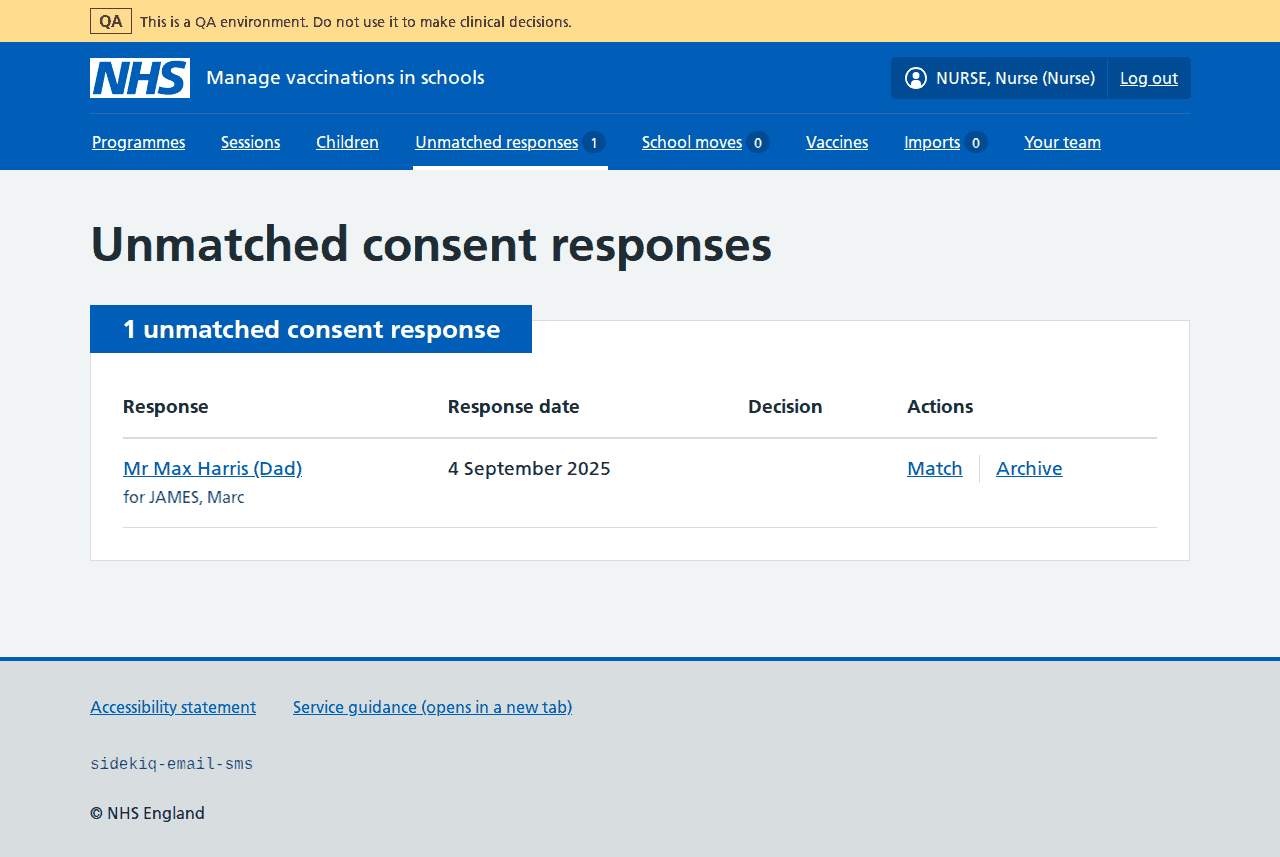 QA This is a QA environment. Do not use it to make clinical decisions.
NHS Manage vaccinations in schools NURSE, Nurse (Nurse) Log out
Programmes Sessions Children Unmatched responses 1 School moves 0 Vaccines Imports 0 Your team
Unmatched consent responses
1 unmatched consent response
Response Response date Decision Actions
Mr Max Harris (Dad) 4 September 2025 Match Archive
for JAMES, Marc
Accessibility statement Service guidance (opens in a new tab)
sidekiq-email-sms
© NHS England